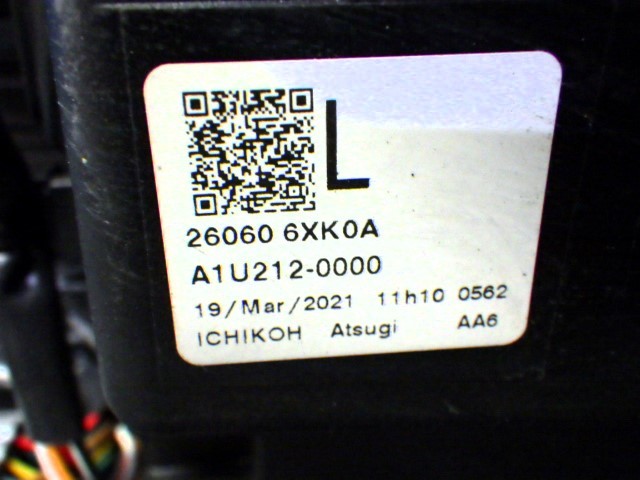 L
26060 6XK0A
A1U212-0000
19/Mar/2021 11h10 0562
ICHIKOH Atsugi AA6